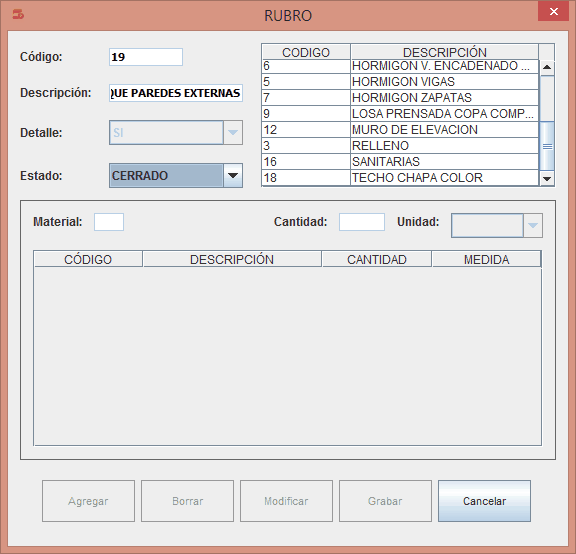 RUBRO
Código: 19
Descripción: QUE PAREDES EXTERNAS
Detalle: SI
Estado: CERRADO
CODIGO DESCRIPCIÓN
6 HORMIGON V. ENCADENADO ...
5 HORMIGON VIGAS
7 HORMIGON ZAPATAS
9 LOSA PRENSADA COPA COMP...
12 MURO DE ELEVACION
3 RELLENO
16 SANITARIAS
18 TECHO CHAPA COLOR
Material: Cantidad: Unidad:
CÓDIGO DESCRIPCIÓN CANTIDAD MEDIDA
Agregar Borrar Modificar Grabar Cancelar